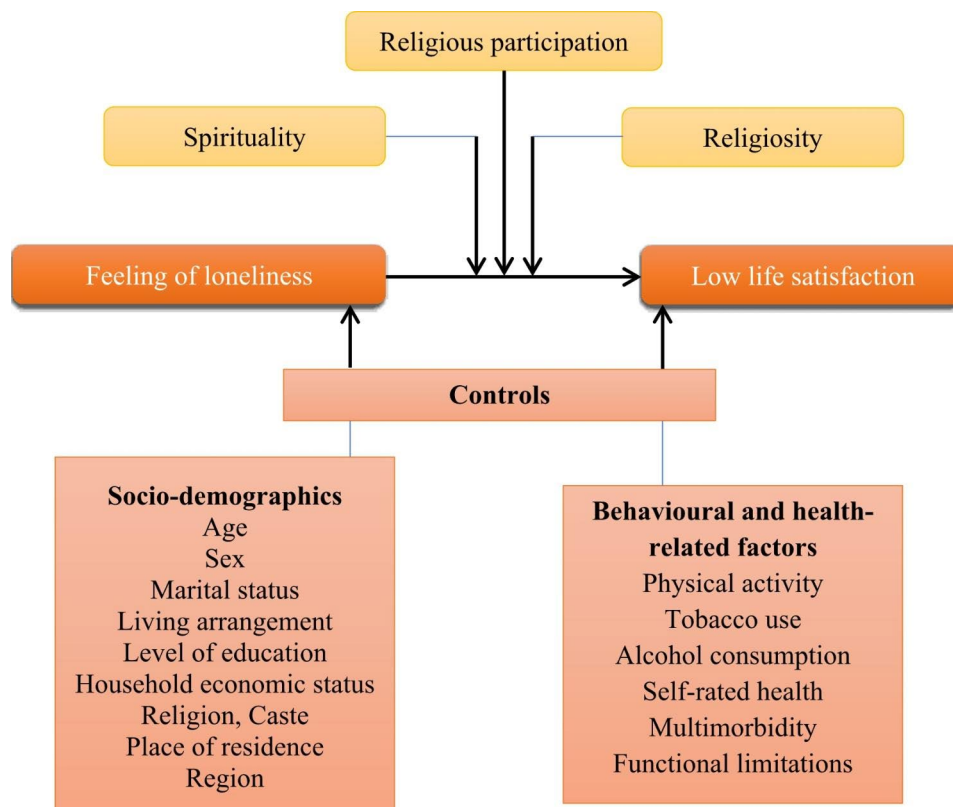 Religious participation
Spirituality
Religiosity
Feeling of loneliness
Low life satisfaction
Controls
Socio-demographics
Age
Sex
Marital status
Living arrangement
Level of education
Household economic status
Religion, Caste
Place of residence
Region
Behavioural and health-
related factors
Physical activity
Tobacco use
Alcohol consumption
Self-rated health
Multimorbidity
Functional limitations